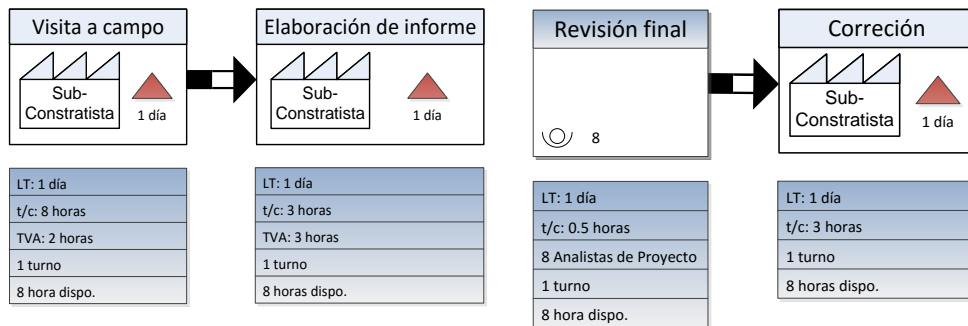 Visita a campo
Sub-
Constratista
1 día
LT: 1 día
t/c: 8 horas
TVA: 2 horas
1 turno
8 hora dispo.
Elaboración de informe
Sub-
Constratista
1 día
LT: 1 día
t/c: 3 horas
TVA: 3 horas
1 turno
8 horas dispo.
Revisión final
8
LT: 1 día
t/c: 0.5 horas
8 Analistas de Proyecto
1 turno
8 hora dispo.
Correción
Sub-
Constratista
1 día
LT: 1 día
t/c: 3 horas
1 turno
8 horas dispo.